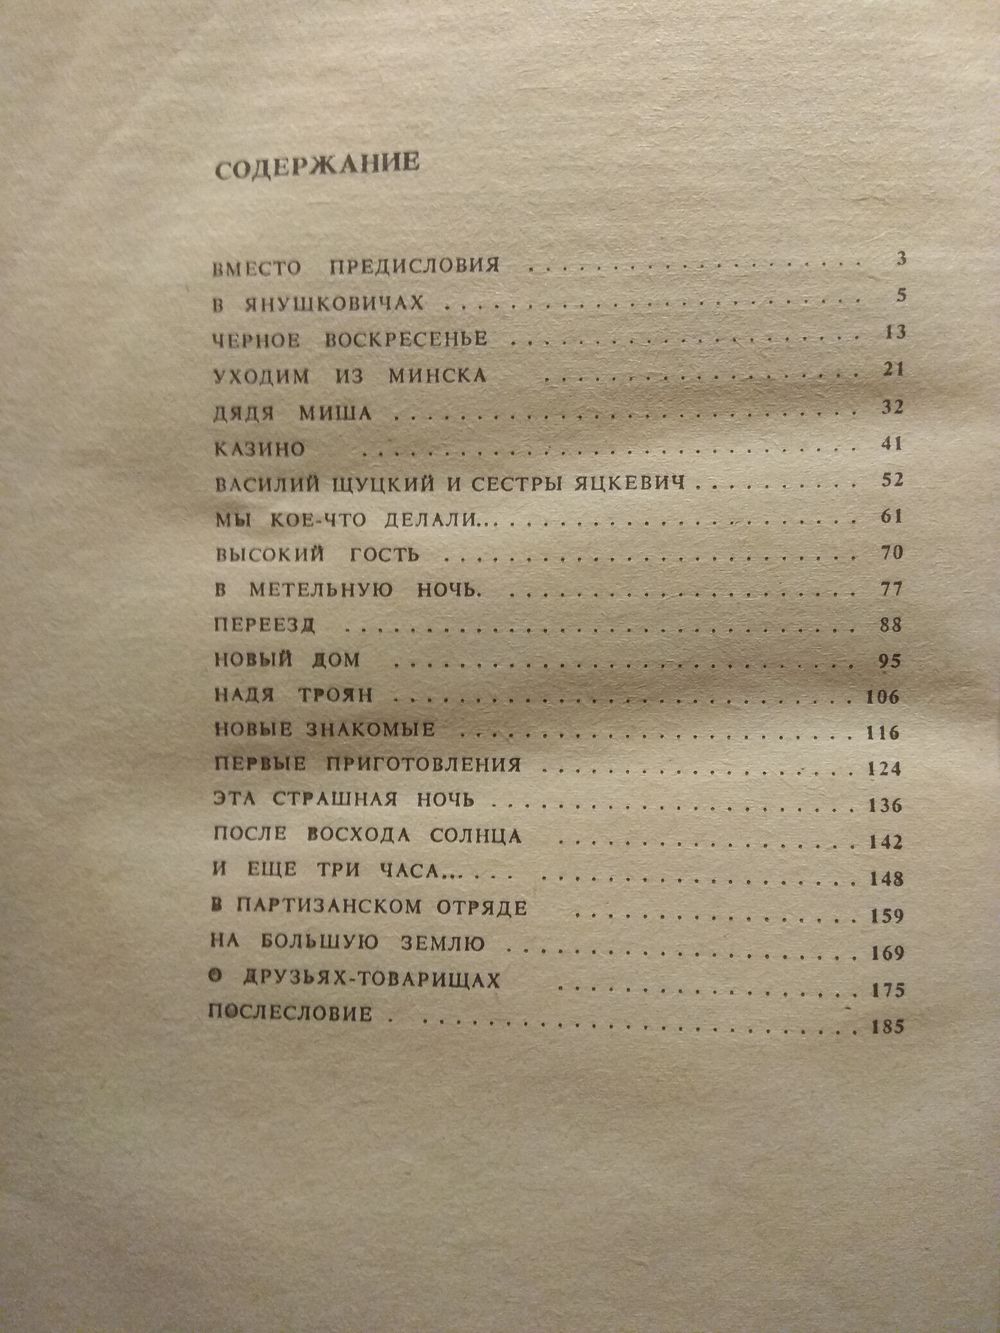 СОДЕРЖАНИЕ
ВМЕСТО ПРЕДИСЛОВИЯ . . . . . . . . . . . . . . . . . . . . 3
В ЯНУШКОВИЧАХ . . . . . . . . . . . . . . . . . . . . . . . . . 5
ЧЕРНОЕ ВОСКРЕСЕНЬЕ . . . . . . . . . . . . . . . . . . . . . 13
УХОДИМ ИЗ МИНСКА . . . . . . . . . . . . . . . . . . . 21
ДЯДЯ МИША . . . . . . . . . . . . . . . . . . . . . . . . . . . . 32
КАЗИНО . . . . . . . . . . . . . . . . . . . . . . . . . . . . . . 41
ВАСИЛИЙ ЩУЦКИЙ И СЕСТРЫ ЯЦКЕВИЧ . . . . . . . . . . 52
МЫ КОЕ-ЧТО ДЕЛАЛИ... . . . . . . . . . . . . . . . . . . . . . . 61
ВЫСОКИЙ ГОСТЬ . . . . . . . . . . . . . . . . . . . . . . . . . 70
В МЕТЕЛЬНУЮ НОЧЬ. . . . . . . . . . . . . . . . . . . . . . 77
ПЕРЕЕЗД . . . . . . . . . . . . . . . . . . . . . . . . . . . . . . . 88
НОВЫЙ ДОМ . . . . . . . . . . . . . . . . . . . . . . . . . . . . 95
НАДЯ ТРОЯН . . . . . . . . . . . . . . . . . . . . . . . . . . . . 106
НОВЫЕ ЗНАКОМЫЕ . . . . . . . . . . . . . . . . . . . . . . . . 116
ПЕРВЫЕ ПРИГОТОВЛЕНИЯ . . . . . . . . . . . . . . . . . . . 124
ЭТА СТРАШНАЯ НОЧЬ . . . . . . . . . . . . . . . . . . . . . . 136
ПОСЛЕ ВОСХОДА СОЛНЦА . . . . . . . . . . . . . . . . . . 142
И ЕЩЕ ТРИ ЧАСА... . . . . . . . . . . . . . . . . . . . . . . . 148
В ПАРТИЗАНСКОМ ОТРЯДЕ . . . . . . . . . . . . . . . . . 159
НА БОЛЬШУЮ ЗЕМЛЮ . . . . . . . . . . . . . . . . . . . . . 169
О ДРУЗЬЯХ-ТОВАРИЩАХ . . . . . . . . . . . . . . . . . . 175
ПОСЛЕСЛОВИЕ . . . . . . . . . . . . . . . . . . . . . . . . . . . 185